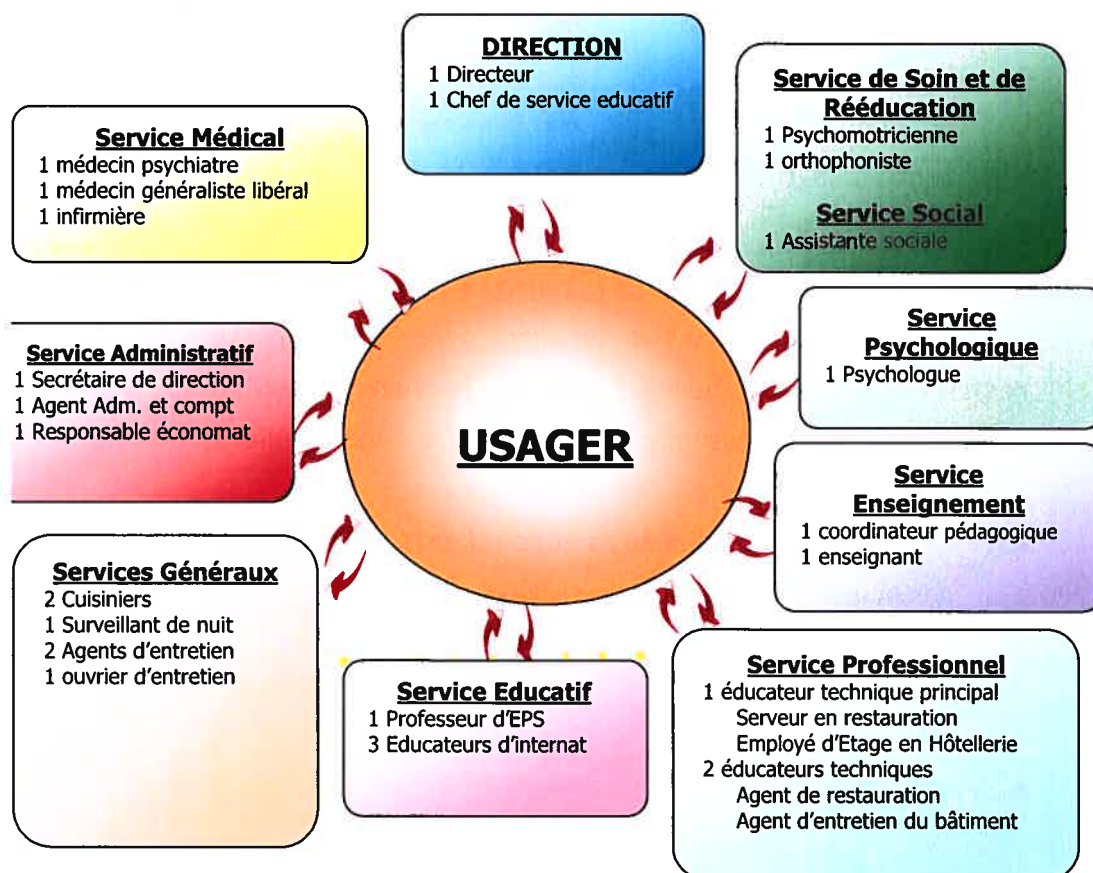 DIRECTION
1 Directeur
1 Chef de service educatif
Service de Soin et de
Rééducation
1 Psychomotricienne
1 orthophoniste
Service Social
1 Assistante sociale
Service Médical
1 médecin psychiatre
1 médecin généraliste libéral
1 infirmière
Service
Psychologique
1 Psychologue
Service Administratif
1 Secrétaire de direction
1 Agent Adm. et compt
1 Responsable économat
USAGER
Service
Enseignement
1 coordinateur pédagogique
1 enseignant
Services Généraux
2 Cuisiniers
1 Surveillant de nuit
2 Agents d'entretien
1 ouvrier d'entretien
Service Educatif
1 Professeur d'EPS
3 Educateurs d'internat
Service Professionnel
1 éducateur technique principal
Serveur en restauration
Employé d'Etage en Hôtellerie
2 éducateurs techniques
Agent de restauration
Agent d'entretien du bâtiment